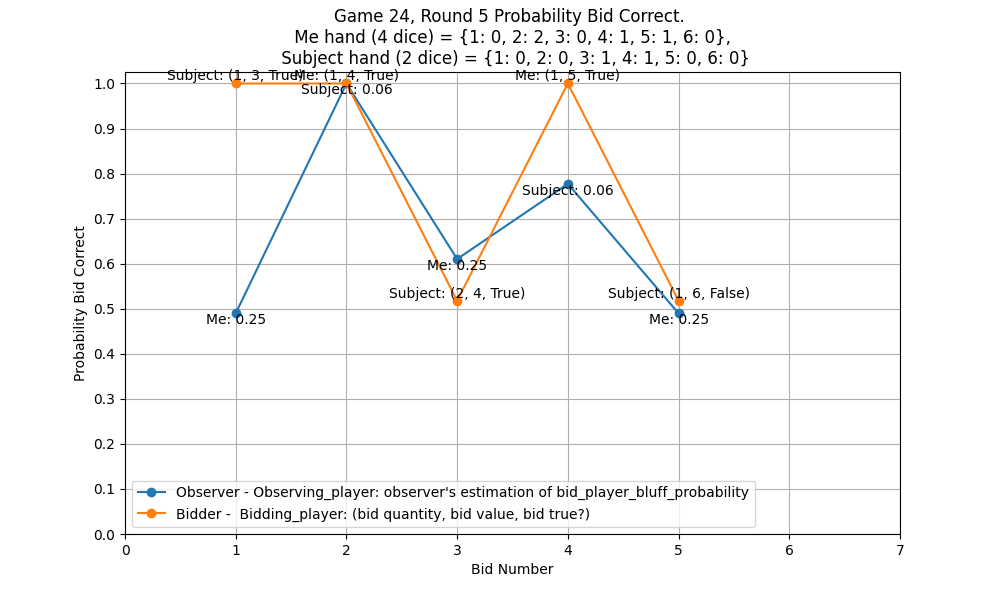 Game 24, Round 5 Probability Bid Correct.
Me hand (4 dice) = {1: 0, 2: 2, 3: 0, 4: 1, 5: 1, 6: 0},
Subject hand (2 dice) = {1: 0, 2: 0, 3: 1, 4: 1, 5: 0, 6: 0}
Subject: (1, 3, True)
Me: (1, 4, True)
Me: (1, 5, True)
Subject: 0.06
Subject: 0.06
Me: 0.25
Subject: (2, 4, True)
Subject: (1, 6, False)
Me: 0.25
Me: 0.25
1.0
0.9
0.8
0.7
0.6
0.5
0.4
0.3
0.2
0.1
0.0
Probability Bid Correct
Observer - Observing_player: observer's estimation of bid_player_bluff_probability
Bidder -  Bidding_player: (bid quantity, bid value, bid true?)
0 1 2 3 4 5 6 7
Bid Number